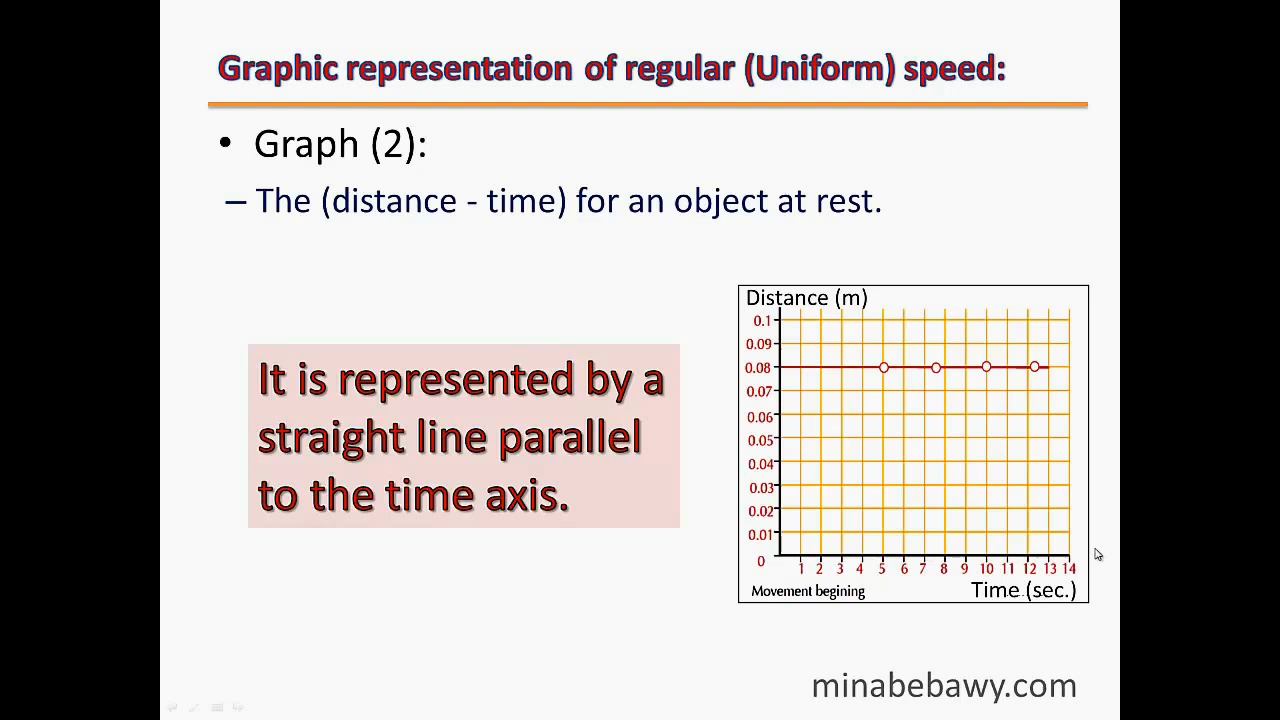 Graphic representation of regular (Uniform) speed:
• Graph (2):
– The (distance - time) for an object at rest.
It is represented by a
straight line parallel
to the time axis.
Distance (m)
0.1
0.09
0.08
0.07
0.06
0.05
0.04
0.03
0.02
0.01
0
1 2 3 4 5 6 7 8 9 10 11 12 13 14
Movement begining
Time (sec.)
minabebawy.com